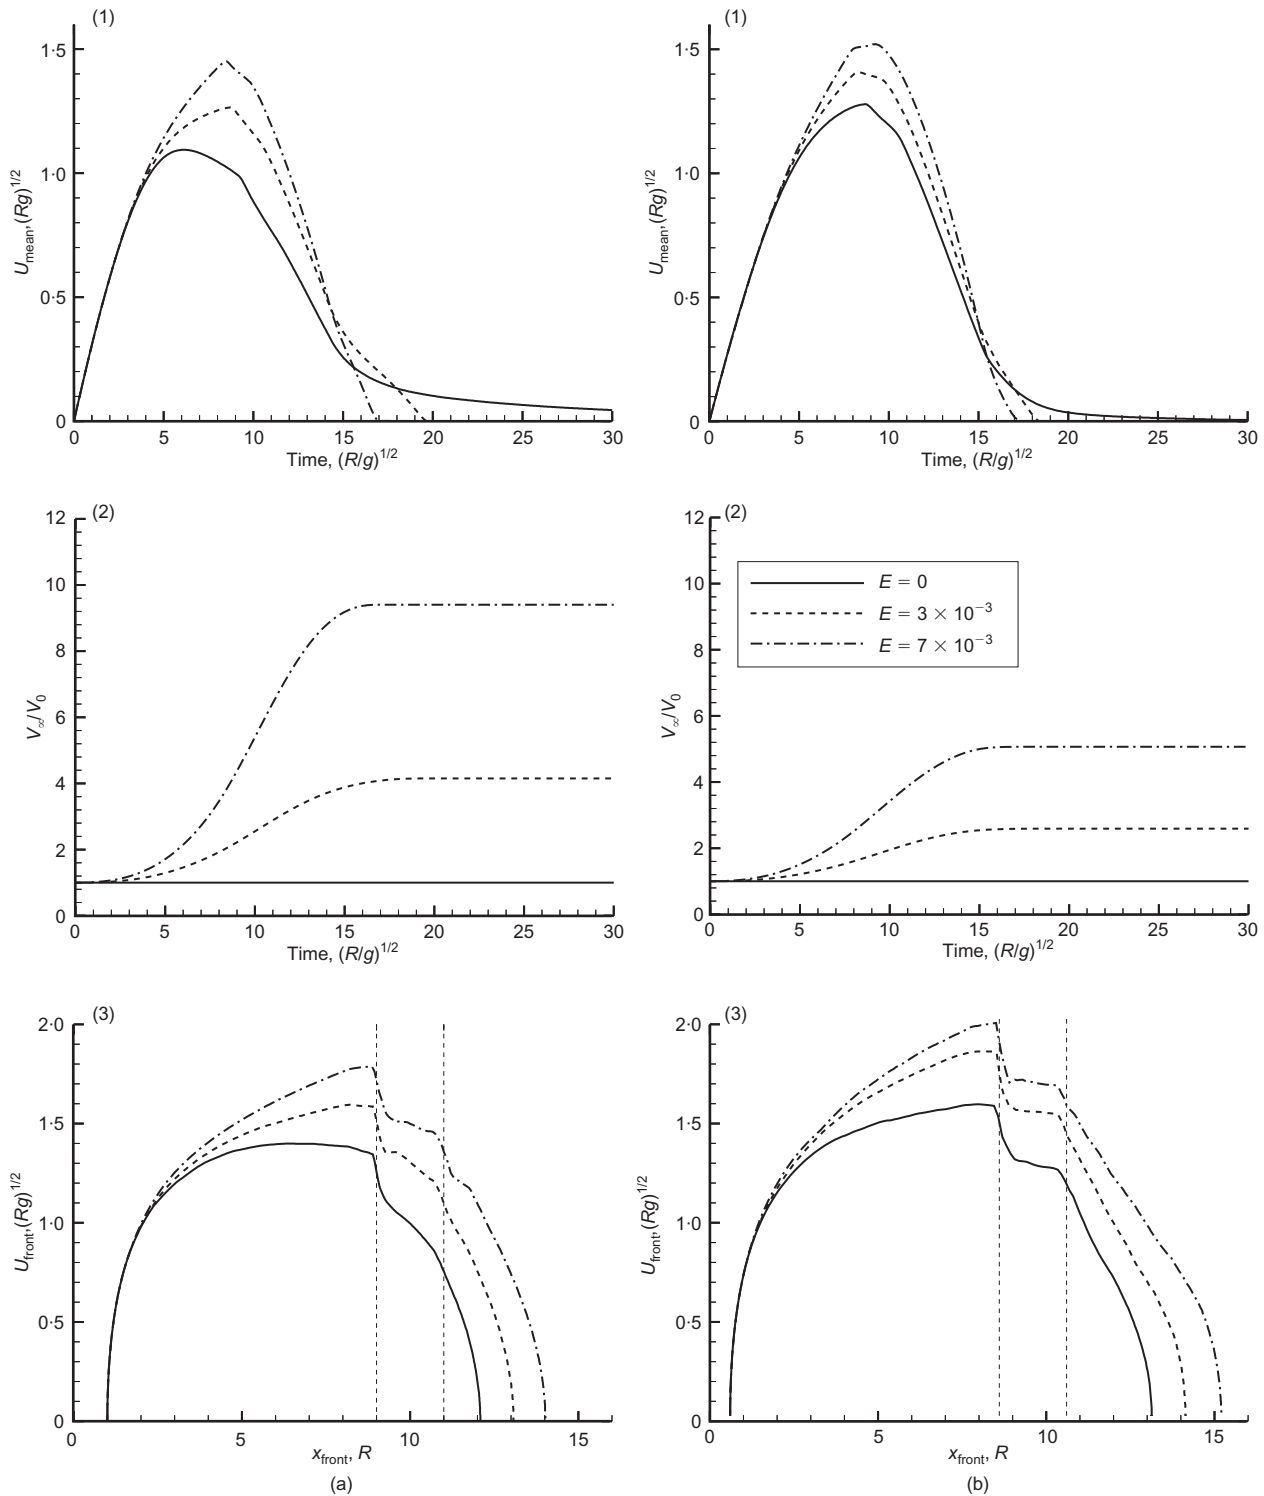 (1)
(1)
1·5
1·0
0·5
0
U_mean, (Rg)^1/2
0 5 10 15 20 25 30
Time, (R/g)^1/2
1·5
1·0
0·5
0
U_mean, (Rg)^1/2
0 5 10 15 20 25 30
Time, (R/g)^1/2
(2)
12
10
8
6
4
2
0
V_∞/V_0
0 5 10 15 20 25 30
Time, (R/g)^1/2
(2)
12
10
8
6
4
2
0
V_∞/V_0
E = 0
E = 3 × 10^−3
E = 7 × 10^−3
0 5 10 15 20 25 30
Time, (R/g)^1/2
(3)
2·0
1·5
1·0
0·5
0
U_front, (Rg)^1/2
0 5 10 15
x_front, R
(a)
(3)
2·0
1·5
1·0
0·5
0
U_front, (Rg)^1/2
0 5 10 15
x_front, R
(b)